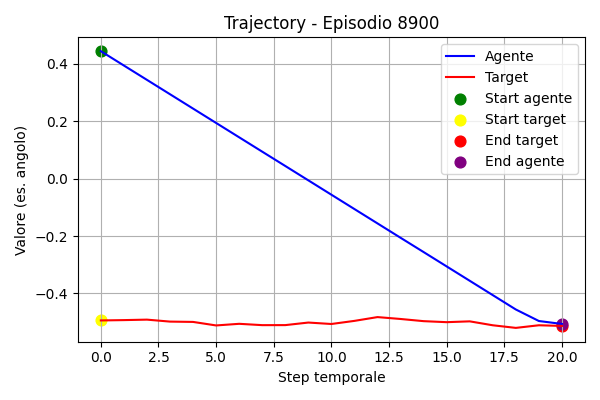 Trajectory - Episodio 8900
Agente
Target
Start agente
Start target
End target
End agente
Valore (es. angolo)
0.4
0.2
0.0
−0.2
−0.4
0.0 2.5 5.0 7.5 10.0 12.5 15.0 17.5 20.0
Step temporale